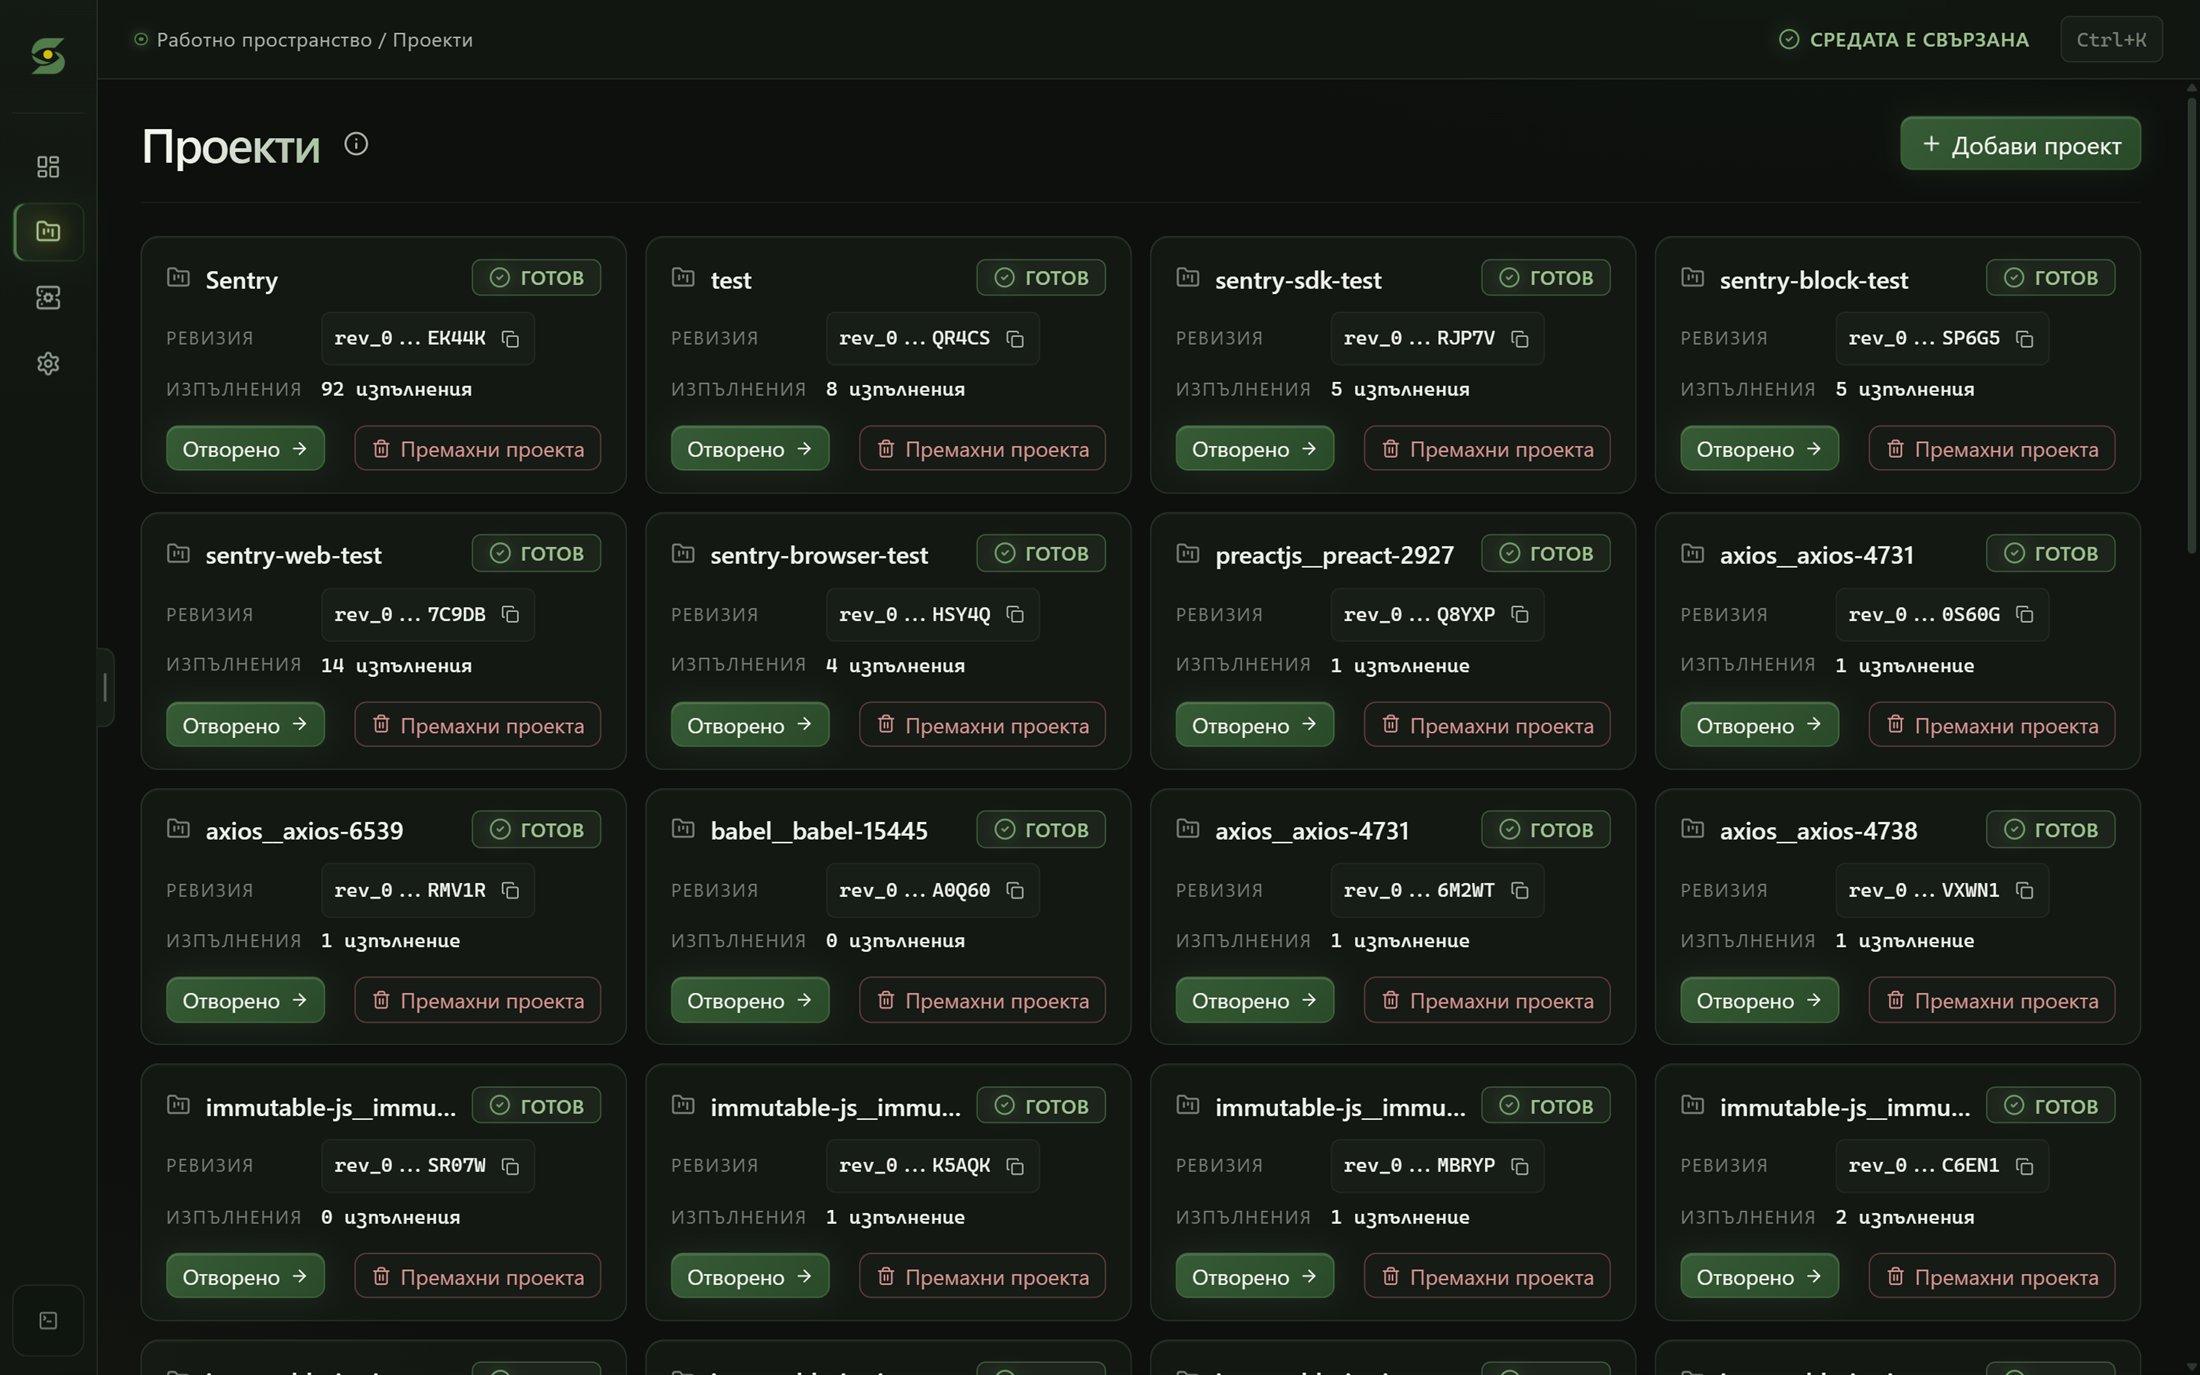 Работно пространство / Проекти
СРЕДАТА Е СВЪРЗАНА
Ctrl+K
Проекти
+ Добави проект
Sentry
ГОТОВ
РЕВИЗИЯ rev_0 ... EK44K
ИЗПЪЛНЕНИЯ 92 изпълнения
Отворено → Премахни проекта
test
ГОТОВ
РЕВИЗИЯ rev_0 ... QR4CS
ИЗПЪЛНЕНИЯ 8 изпълнения
Отворено → Премахни проекта
sentry-sdk-test
ГОТОВ
РЕВИЗИЯ rev_0 ... RJP7V
ИЗПЪЛНЕНИЯ 5 изпълнения
Отворено → Премахни проекта
sentry-block-test
ГОТОВ
РЕВИЗИЯ rev_0 ... SP6G5
ИЗПЪЛНЕНИЯ 5 изпълнения
Отворено → Премахни проекта
sentry-web-test
ГОТОВ
РЕВИЗИЯ rev_0 ... 7C9DB
ИЗПЪЛНЕНИЯ 14 изпълнения
Отворено → Премахни проекта
sentry-browser-test
ГОТОВ
РЕВИЗИЯ rev_0 ... HSY4Q
ИЗПЪЛНЕНИЯ 4 изпълнения
Отворено → Премахни проекта
preactjs__preact-2927
ГОТОВ
РЕВИЗИЯ rev_0 ... Q8YXP
ИЗПЪЛНЕНИЯ 1 изпълнение
Отворено → Премахни проекта
axios__axios-4731
ГОТОВ
РЕВИЗИЯ rev_0 ... 0S60G
ИЗПЪЛНЕНИЯ 1 изпълнение
Отворено → Премахни проекта
axios__axios-6539
ГОТОВ
РЕВИЗИЯ rev_0 ... RMV1R
ИЗПЪЛНЕНИЯ 1 изпълнение
Отворено → Премахни проекта
babel__babel-15445
ГОТОВ
РЕВИЗИЯ rev_0 ... A0Q60
ИЗПЪЛНЕНИЯ 0 изпълнения
Отворено → Премахни проекта
axios__axios-4731
ГОТОВ
РЕВИЗИЯ rev_0 ... 6M2WT
ИЗПЪЛНЕНИЯ 1 изпълнение
Отворено → Премахни проекта
axios__axios-4738
ГОТОВ
РЕВИЗИЯ rev_0 ... VXWN1
ИЗПЪЛНЕНИЯ 1 изпълнение
Отворено → Премахни проекта
immutable-js__immu...
ГОТОВ
РЕВИЗИЯ rev_0 ... SR07W
ИЗПЪЛНЕНИЯ 0 изпълнения
Отворено → Премахни проекта
immutable-js__immu...
ГОТОВ
РЕВИЗИЯ rev_0 ... K5AQK
ИЗПЪЛНЕНИЯ 1 изпълнение
Отворено → Премахни проекта
immutable-js__immu...
ГОТОВ
РЕВИЗИЯ rev_0 ... MBRYP
ИЗПЪЛНЕНИЯ 1 изпълнение
Отворено → Премахни проекта
immutable-js__immu...
ГОТОВ
РЕВИЗИЯ rev_0 ... C6EN1
ИЗПЪЛНЕНИЯ 2 изпълнения
Отворено → Премахни проекта